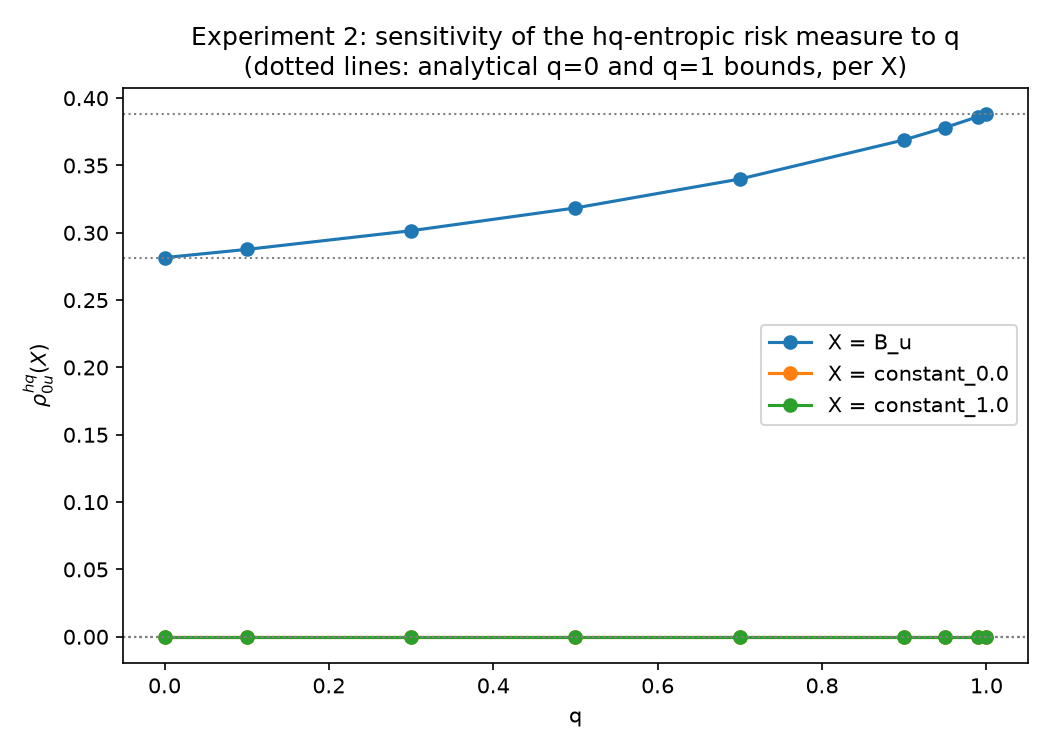 Experiment 2: sensitivity of the hq-entropic risk measure to q
(dotted lines: analytical q=0 and q=1 bounds, per X)
0.40
0.35
0.30
0.25
0.20
0.15
0.10
0.05
0.00
ρ_{0u}^{hq}(X)
X = B_u
X = constant_0.0
X = constant_1.0
0.0 0.2 0.4 0.6 0.8 1.0
q